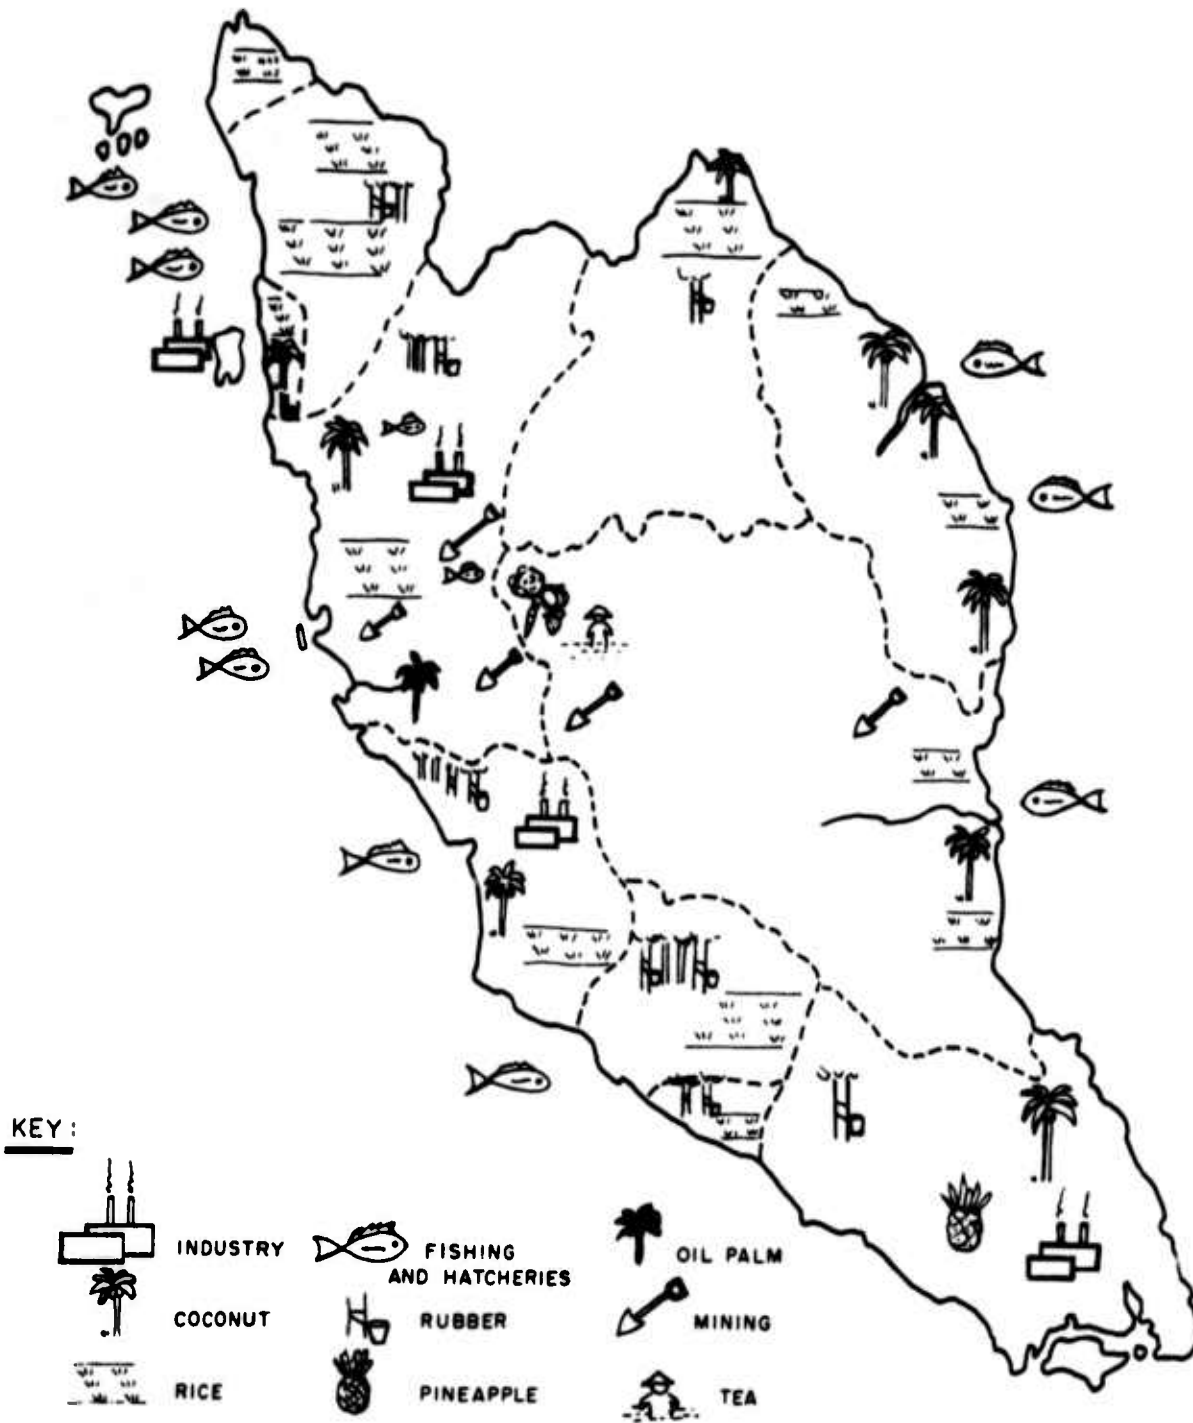 KEY:
INDUSTRY
FISHING
AND HATCHERIES
OIL PALM
COCONUT
RUBBER
MINING
RICE
PINEAPPLE
TEA